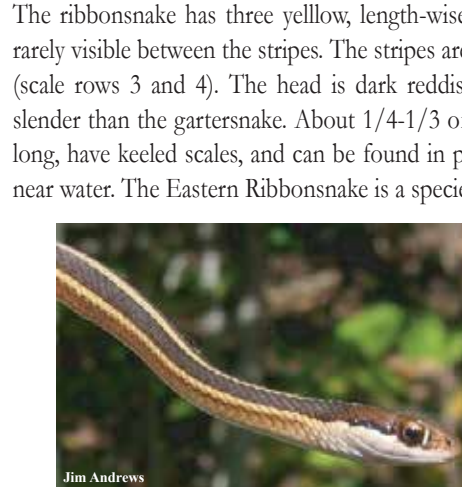 The ribbonsnake has three yelllow, length-wise
rarely visible between the stripes. The stripes are
(scale rows 3 and 4). The head is dark reddis
slender than the gartersnake. About 1/4-1/3 o
long, have keeled scales, and can be found in p
near water. The Eastern Ribbonsnake is a specie
Jim Andrews